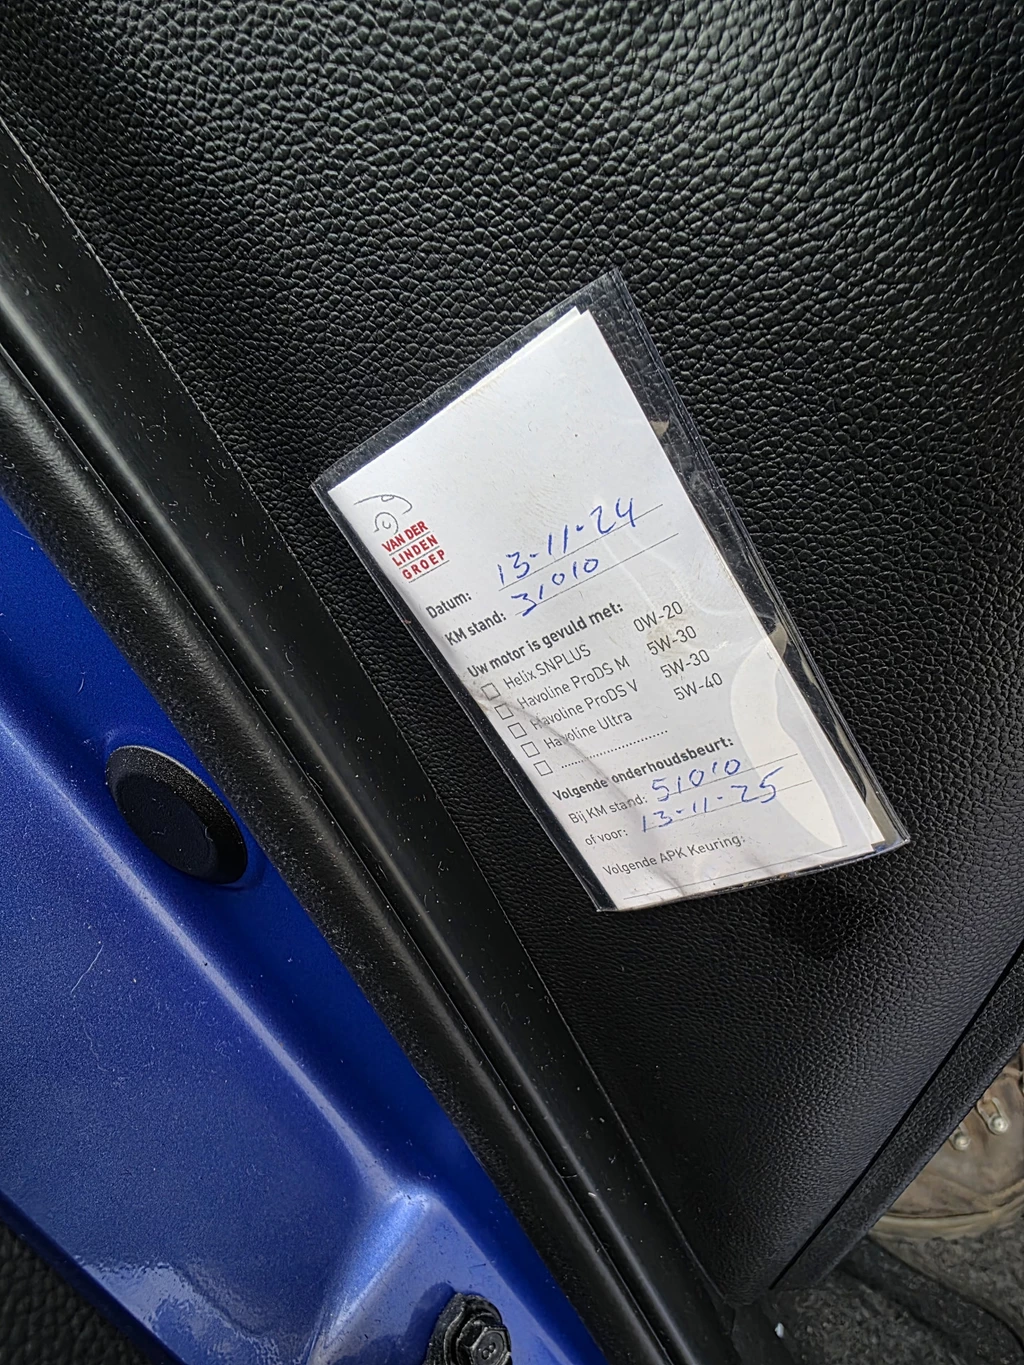 VAN DER
LINDEN
GROEP
Datum: 13-11-24
KM stand: 31010
Uw motor is gevuld met:
Helix SNPLUS 0W-20
Havoline ProDS M 5W-30
Havoline ProDS V 5W-30
Havoline Ultra 5W-40
..........................
Volgende onderhoudsbeurt:
Bij KM stand: 51010
of voor: 13-11-25
Volgende APK Keuring:
8